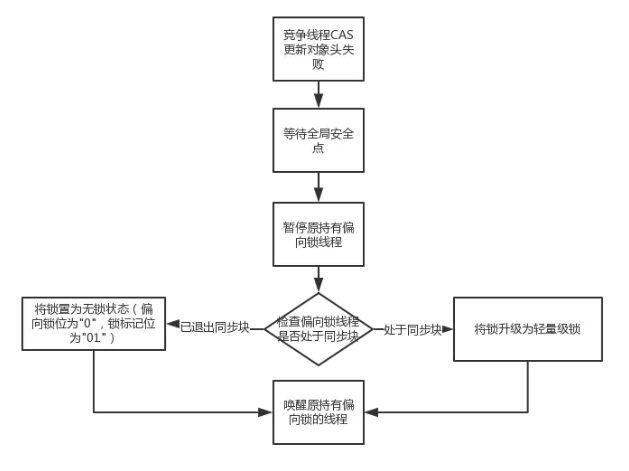 竞争线程CAS
更新对象头失
败
等待全局安全
点
暂停原持有偏
向锁线程
检查偏向锁线程
是否处于同步块
已退出同步块
处于同步块
将锁置为无锁状态（偏
向锁位为"0"，锁标记位
为"01"）
将锁升级为轻量级锁
唤醒原持有偏
向锁的线程